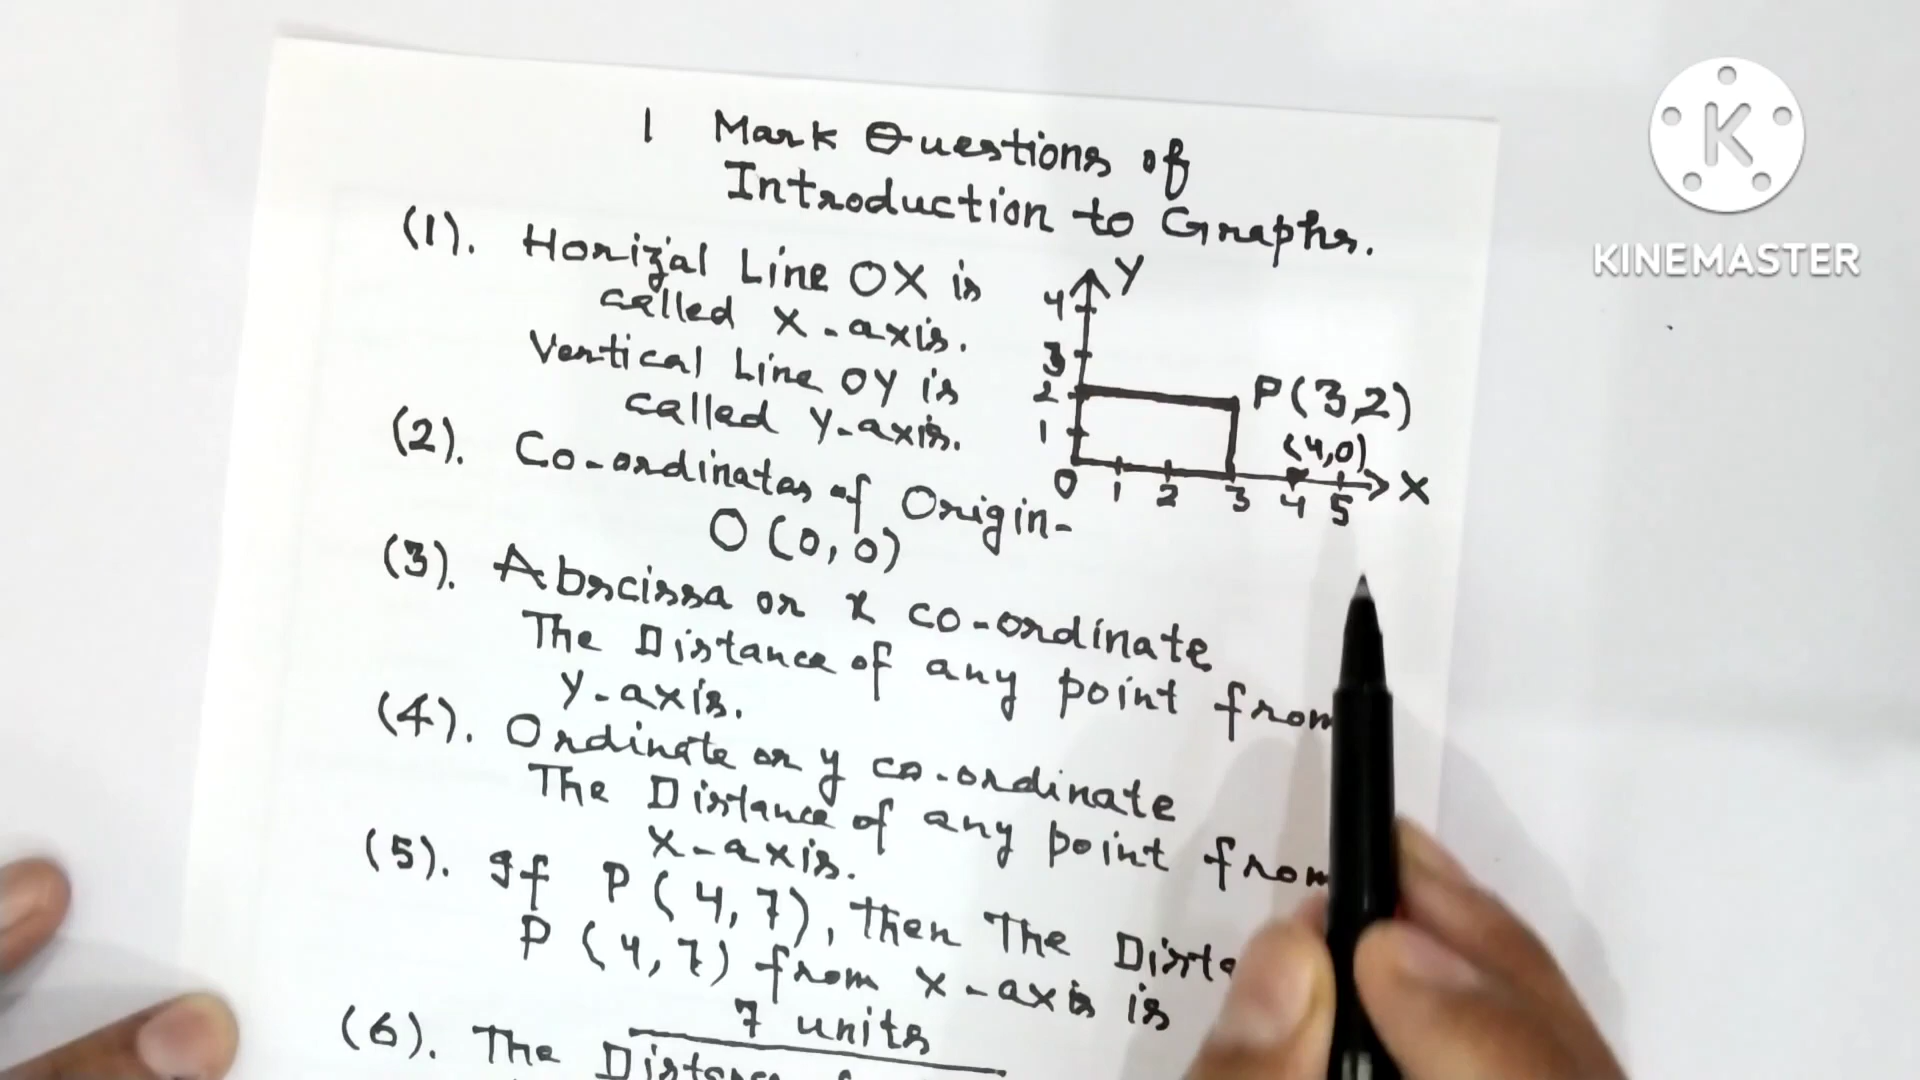 1 Mark Questions of
Introduction to Graphs.
(1). Horizal Line OX is
called X-axis.
Vertical Line OY is
called Y-axis.
Y
4
3
2
1
0 1 2 3 4 5
X
P(3,2)
(4,0)
(2). Co-ordinates of Origin-
O (0,0)
(3). Abscissa or x co-ordinate
The Distance of any point from
Y-axis.
(4). Ordinate or y co-ordinate
The Distance of any point from
X-axis.
(5). If P(4,7), then The Dista
P (4,7) from X-axis is
7 units
(6). The Distance
K
KINEMASTER